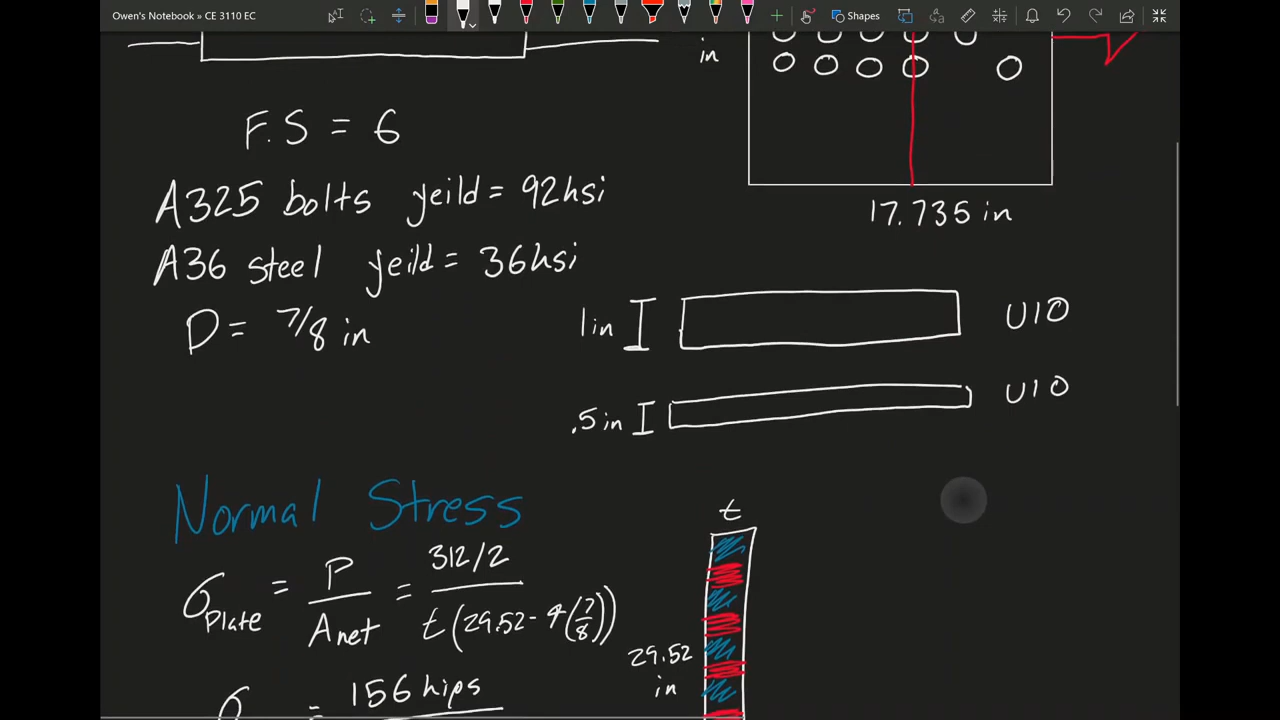 Owen's Notebook » CE 3110 EC
Shapes
in
F.S = 6
A325 bolts yeild = 92ksi
17.735 in
A36 steel yeild = 36ksi
D = 7/8 in
1in
U10
.5in
U10
Normal Stress
t
σPlate = P / Anet = 312/2 / t(29.52 - 9(7/8))
29.52
in
σ = 156 kips